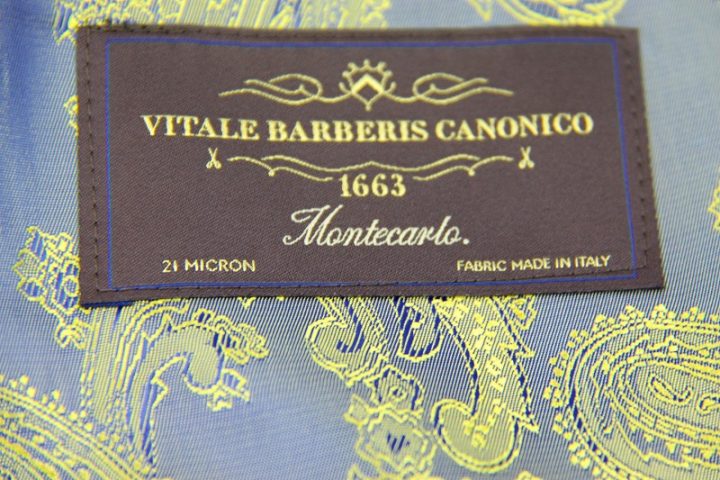 VITALE BARBERIS CANONICO
1663
Montecarlo.
21 MICRON
FABRIC MADE IN ITALY